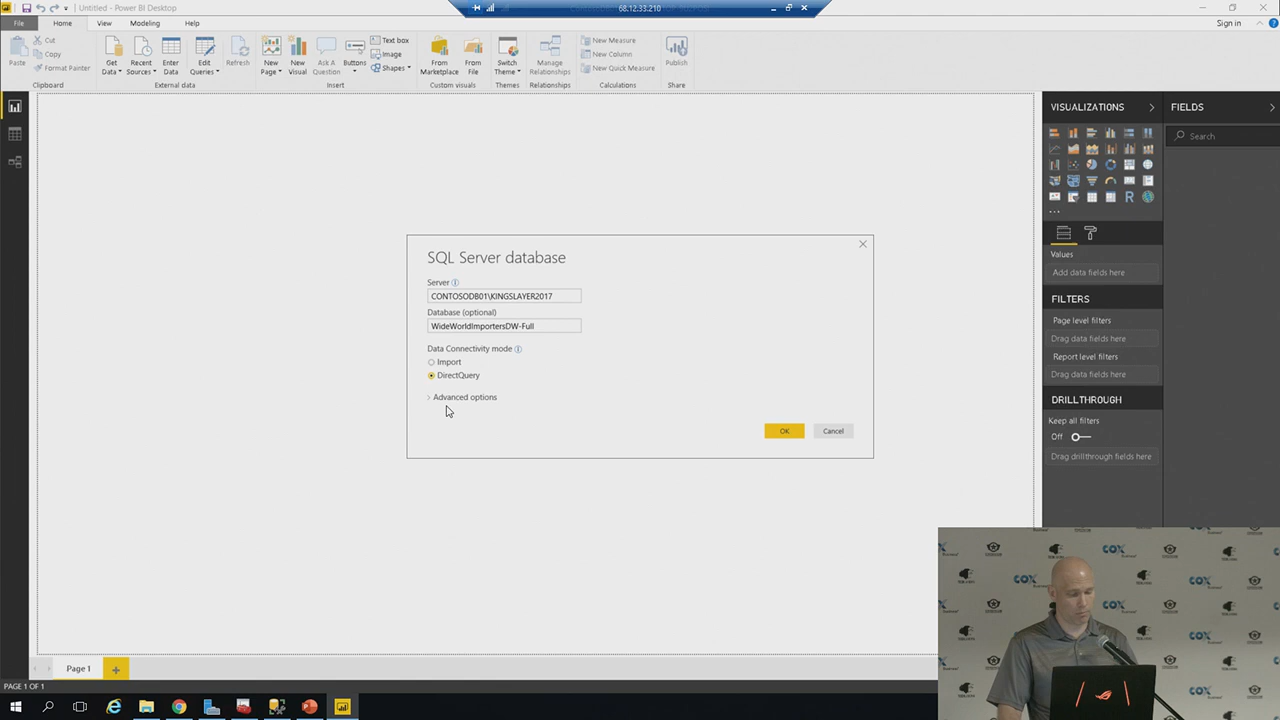 Untitled - Power BI Desktop
68.12.33.210
File
Home
View
Modeling
Help
Sign in
Paste
Cut
Copy
Format Painter
Get Data
Recent Sources
Enter Data
Edit Queries
Refresh
New Page
New Visual
Ask A Question
Buttons
Text box
Image
Shapes
From Marketplace
From File
Switch Theme
Manage Relationships
New Measure
New Column
New Quick Measure
Publish
Clipboard
External data
Insert
Custom visuals
Themes
Relationships
Calculations
Share
VISUALIZATIONS
FIELDS
Search
R
Values
Add data fields here
FILTERS
Page level filters
Drag data fields here
Report level filters
Drag data fields here
DRILLTHROUGH
Keep all filters
Off
Drag drillthrough fields here
SQL Server database
Server
CONTOSODB01\KINGSLAYER2017
Database (optional)
WideWorldImportersDW-Full
Data Connectivity mode
Import
DirectQuery
Advanced options
OK
Cancel
Page 1
PAGE 1 OF 1
COX
COX
COX
COX